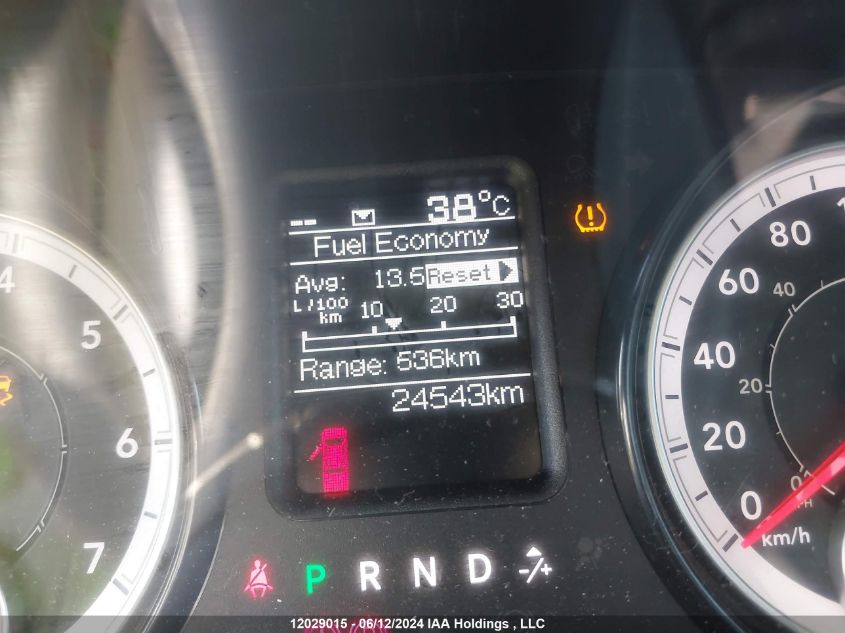 -- 38°C
Fuel Economy
Avg: 13.5 Reset
L/100 km 10 20 30
Range: 536km
24543km
4
5
6
7
P R N D -/+
80
60
40
20
0
km/h
40
20
0
12029015 - 06/12/2024 IAA Holdings , LLC